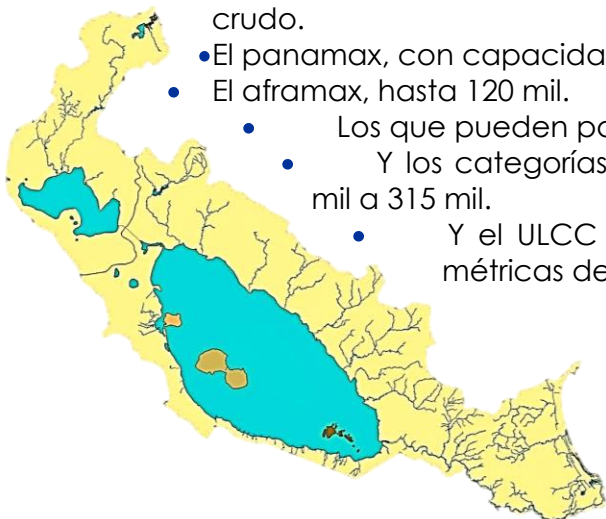 crudo.
•El panamax, con capacida
• El aframax, hasta 120 mil.
• Los que pueden pa
• Y los categorías
mil a 315 mil.
• Y el ULCC
métricas de